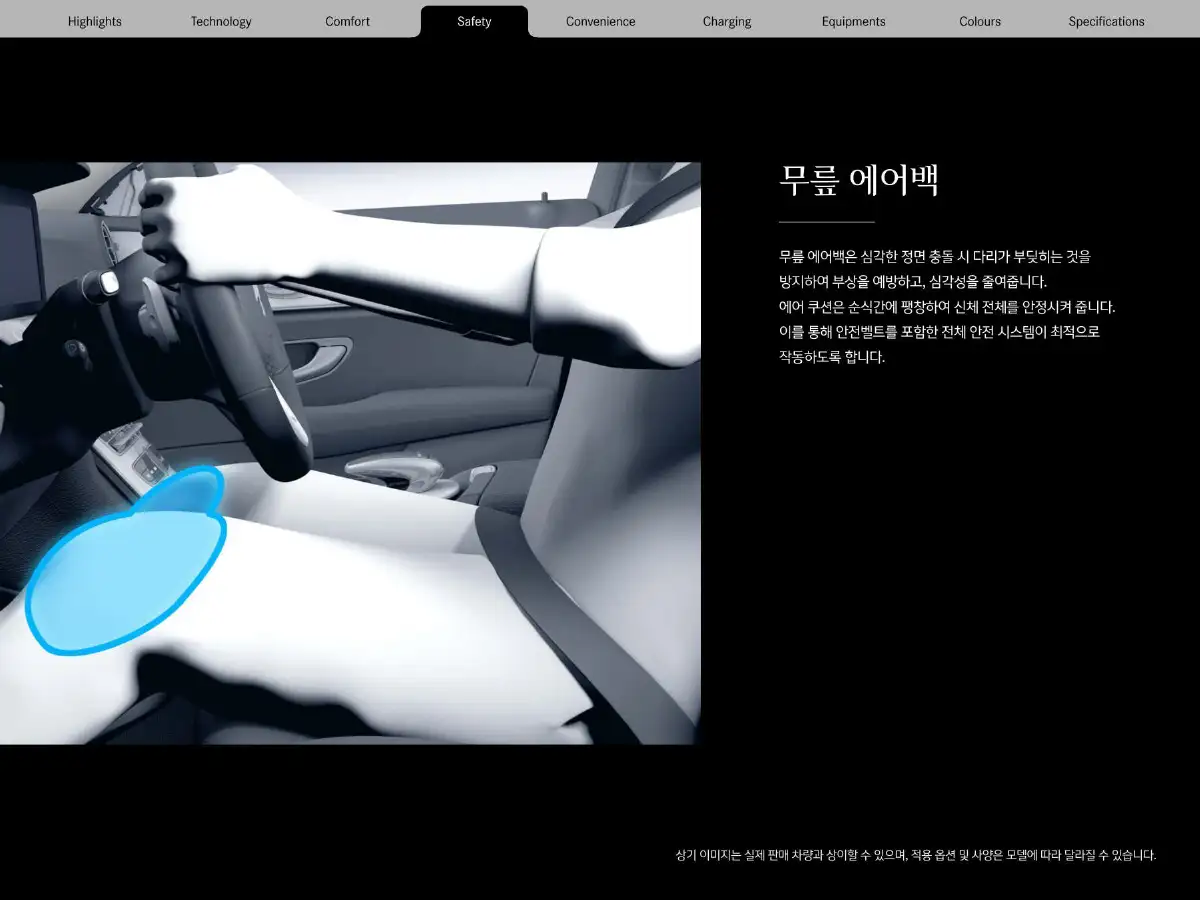 Highlights
Technology
Comfort
Safety
Convenience
Charging
Equipments
Colours
Specifications
무릎 에어백
무릎 에어백은 심각한 정면 충돌 시 다리가 부딪히는 것을
방지하여 부상을 예방하고, 심각성을 줄여줍니다.
에어 쿠션은 순식간에 팽창하여 신체 전체를 안정시켜 줍니다.
이를 통해 안전벨트를 포함한 전체 안전 시스템이 최적으로
작동하도록 합니다.
상기 이미지는 실제 판매 차량과 상이할 수 있으며, 적용 옵션 및 사양은 모델에 따라 달라질 수 있습니다.